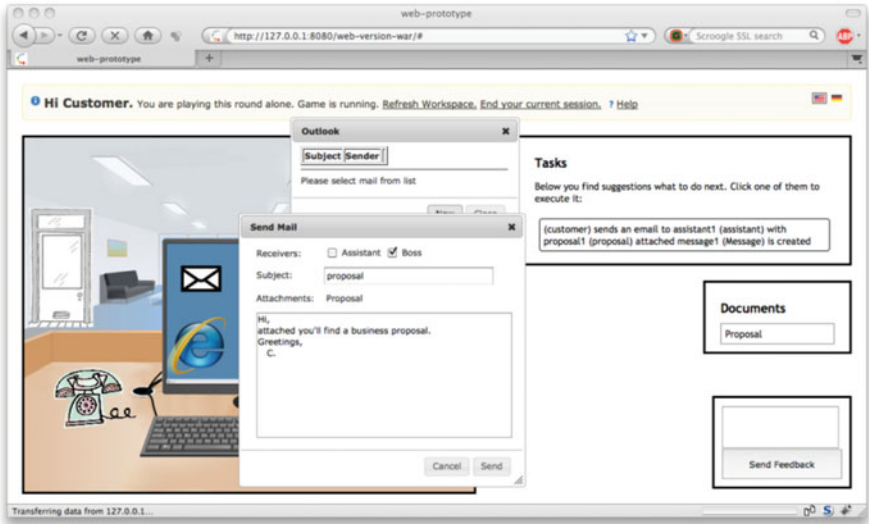 web-prototype
http://127.0.0.1:8080/web-version-war/#
Scroogle SSL search
ABP
web-prototype
Hi Customer. You are playing this round alone. Game is running. Refresh Workspace. End your current session. ? Help
Outlook
Subject Sender
Please select mail from list
New Close
Tasks
Below you find suggestions what to do next. Click one of them to
execute it:
(customer) sends an email to assistant1 (assistant) with
proposal1 (proposal) attached message1 (Message) is created
Send Mail
Receivers: Assistant Boss
Subject: proposal
Attachments: Proposal
Hi,
attached you'll find a business proposal.
Greetings,
C.
Cancel Send
Documents
Proposal
Send Feedback
Transferring data from 127.0.0.1...